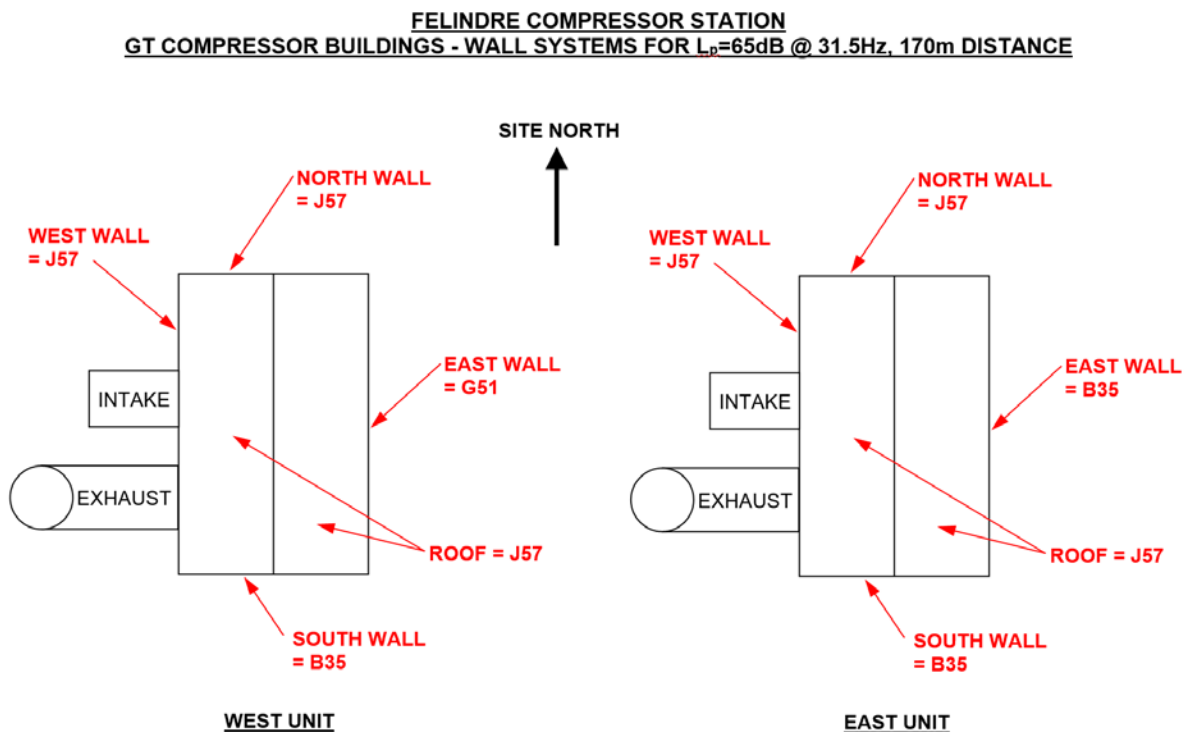 FELINDRE COMPRESSOR STATION
GT COMPRESSOR BUILDINGS - WALL SYSTEMS FOR Lp=65dB @ 31.5Hz, 170m DISTANCE
SITE NORTH
NORTH WALL
= J57
WEST WALL
= J57
EAST WALL
= G51
INTAKE
EXHAUST
ROOF = J57
SOUTH WALL
= B35
WEST UNIT
NORTH WALL
= J57
WEST WALL
= J57
EAST WALL
= B35
INTAKE
EXHAUST
ROOF = J57
SOUTH WALL
= B35
EAST UNIT